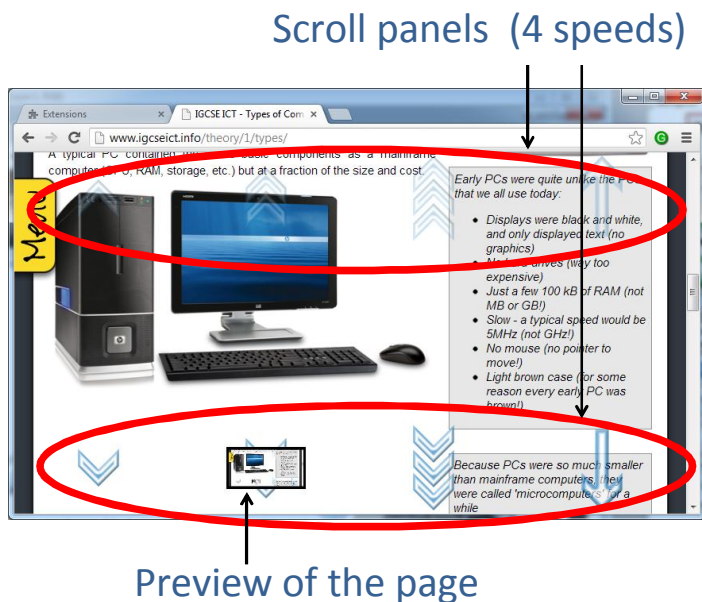 Scroll panels (4 speeds)
Extensions
IGCSE ICT - Types of Com
www.igcseict.info/theory/1/types/
A typical PC contained the basic components as a mainframe
computer (CPU, RAM, storage, etc.) but at a fraction of the size and cost.
Menu
Early PCs were quite unlike the PCs
that we all use today:
• Displays were black and white,
and only displayed text (no
graphics)
• No hard drives (way too
expensive)
• Just a few 100 kB of RAM (not
MB or GB!)
• Slow - a typical speed would be
5MHz (not GHz!)
• No mouse (no pointer to
move!)
• Light brown case (for some
reason every early PC was
brown!)
Because PCs were so much smaller
than mainframe computers, they
were called 'microcomputers' for a
while
Preview of the page